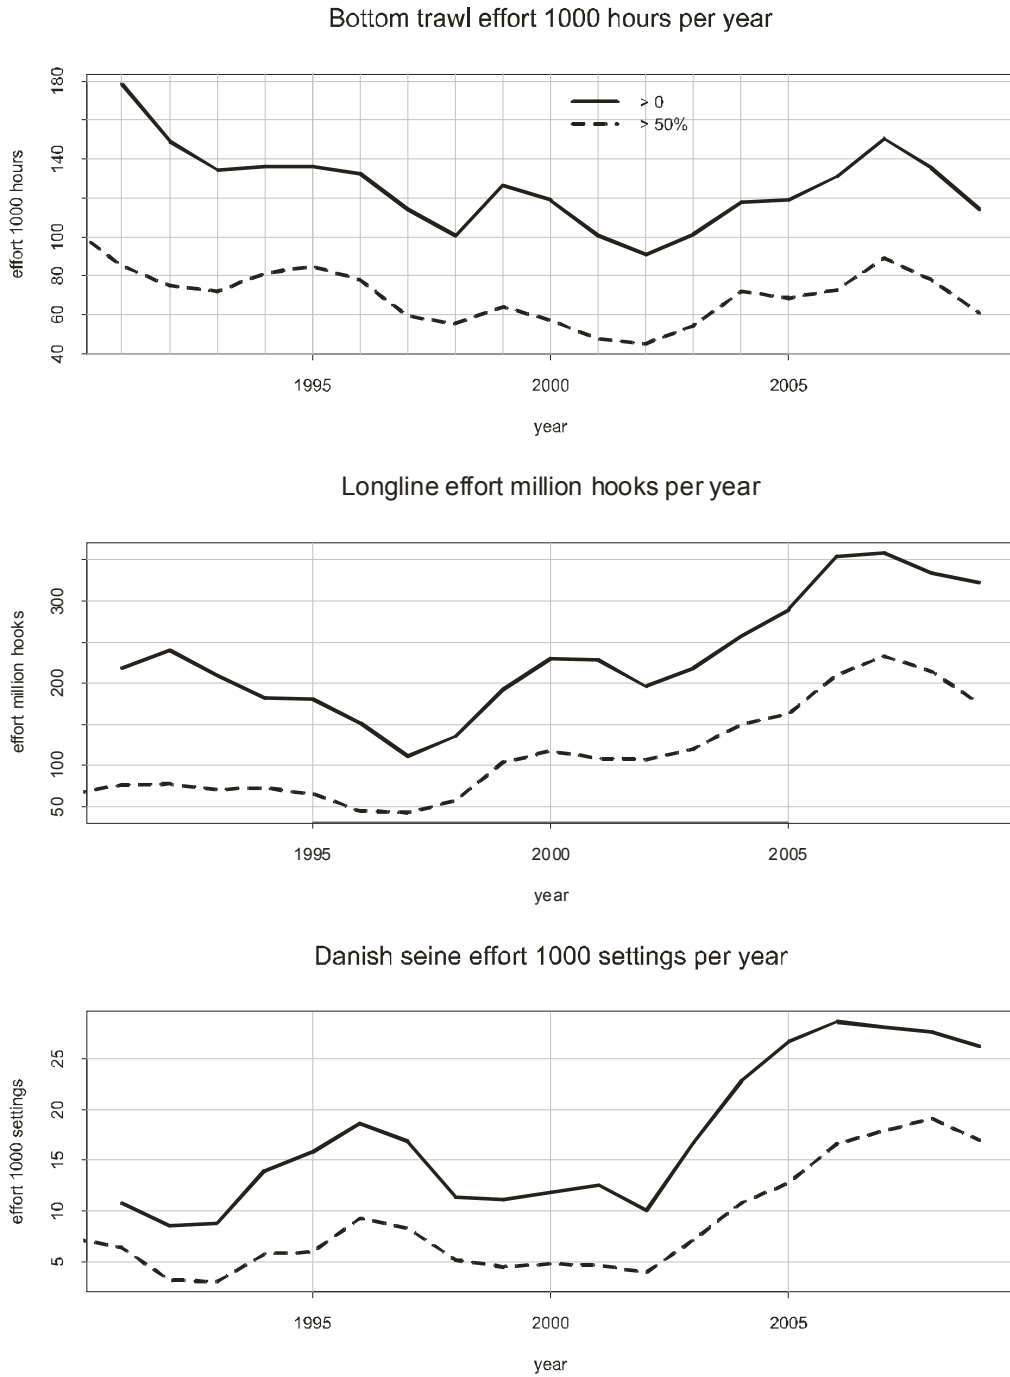 Bottom trawl effort 1000 hours per year
180
140
100
80
60
40
effort 1000 hours
> 0
> 50%
1995 2000 2005
year
Longline effort million hooks per year
300
200
100
50
effort million hooks
1995 2000 2005
year
Danish seine effort 1000 settings per year
25
20
15
10
5
effort 1000 settings
1995 2000 2005
year